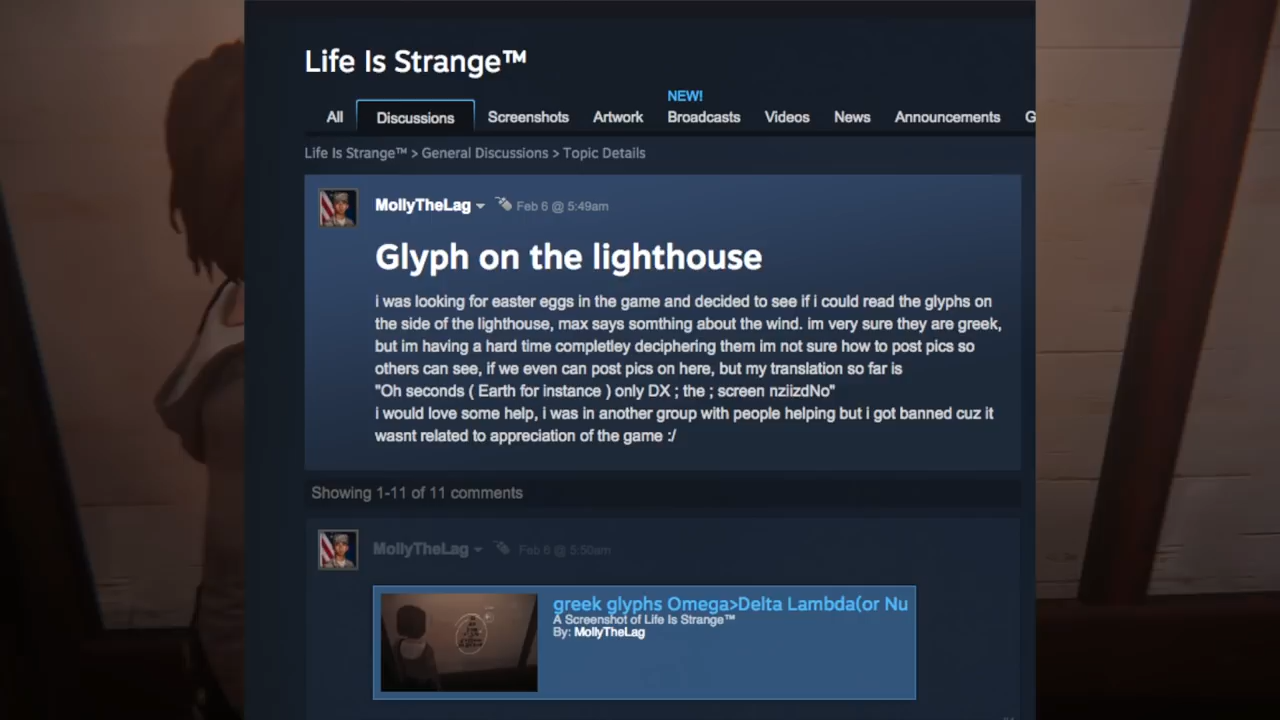 Life Is Strange™
NEW!
All Discussions Screenshots Artwork Broadcasts Videos News Announcements G
Life Is Strange™ > General Discussions > Topic Details
MollyTheLag Feb 6 @ 5:49am
Glyph on the lighthouse
i was looking for easter eggs in the game and decided to see if i could read the glyphs on
the side of the lighthouse, max says somthing about the wind. im very sure they are greek,
but im having a hard time completley deciphering them im not sure how to post pics so
others can see, if we even can post pics on here, but my translation so far is
"Oh seconds ( Earth for instance ) only DX ; the ; screen nziizdNo"
i would love some help, i was in another group with people helping but i got banned cuz it
wasnt related to appreciation of the game :/
Showing 1-11 of 11 comments
MollyTheLag Feb 6 @ 5:50am
greek glyphs Omega>Delta Lambda(or Nu
A Screenshot of Life Is Strange™
By: MollyTheLag